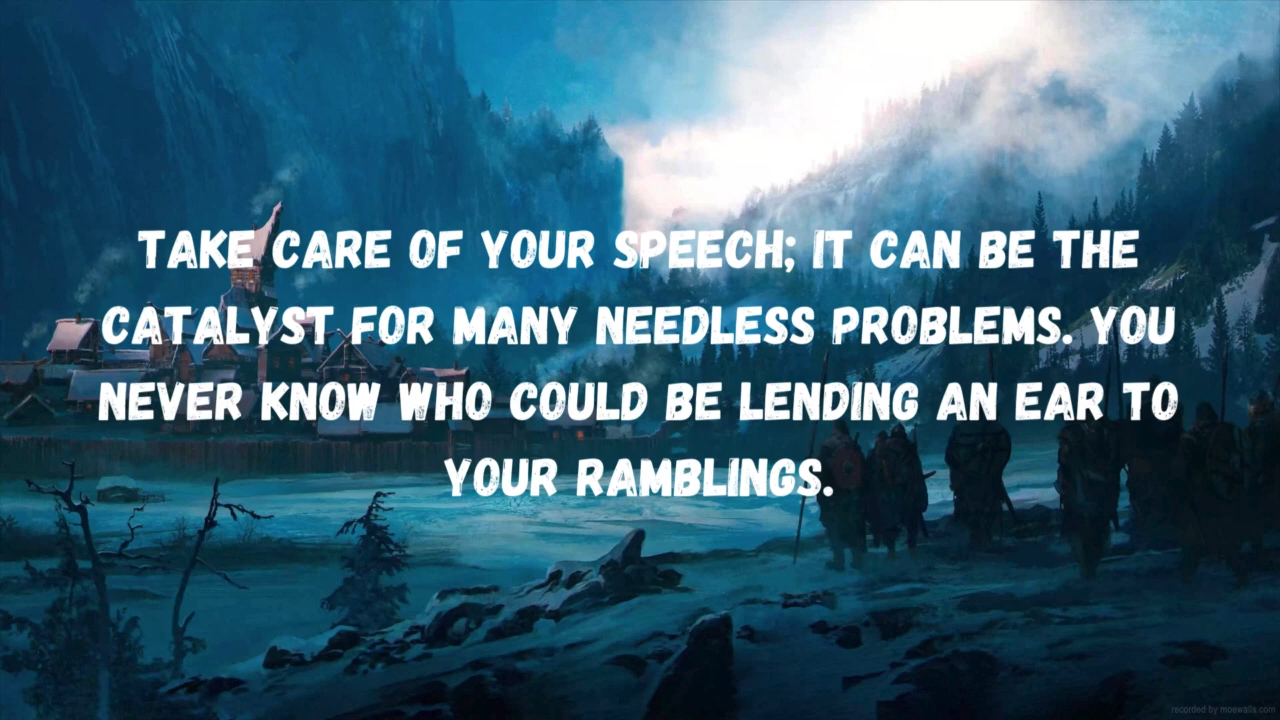 TAKE CARE OF YOUR SPEECH; IT CAN BE THE
CATALYST FOR MANY NEEDLESS PROBLEMS. YOU
NEVER KNOW WHO COULD BE LENDING AN EAR TO
YOUR RAMBLINGS.
recorded by moewalls.com